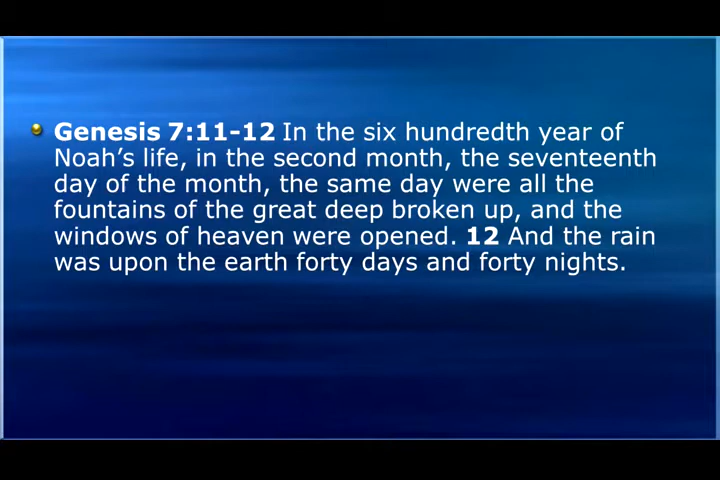 Genesis 7:11-12 In the six hundredth year of
Noah’s life, in the second month, the seventeenth
day of the month, the same day were all the
fountains of the great deep broken up, and the
windows of heaven were opened. 12 And the rain
was upon the earth forty days and forty nights.